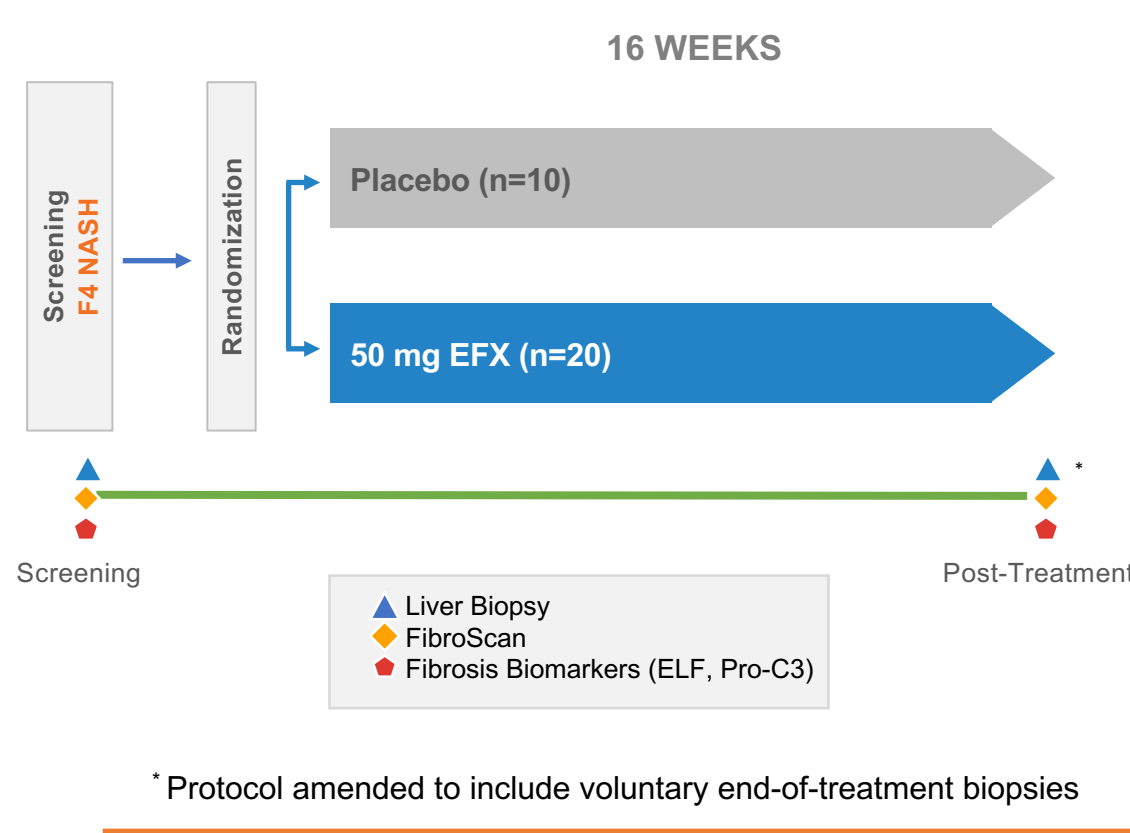 16 WEEKS
Screening
F4 NASH
Randomization
Placebo (n=10)
50 mg EFX (n=20)
*
Screening
Post-Treatment
Liver Biopsy
FibroScan
Fibrosis Biomarkers (ELF, Pro-C3)
* Protocol amended to include voluntary end-of-treatment biopsies